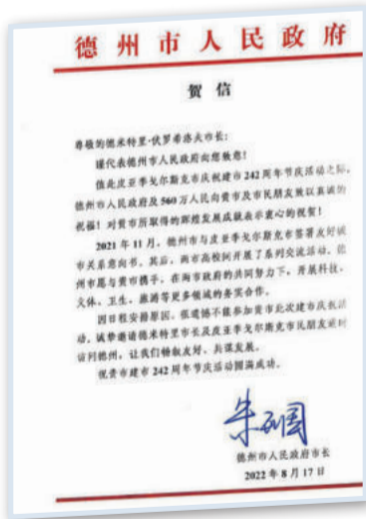 德州市人民政府
贺信
尊敬的德米特里·伏罗希洛夫市长：
谨代表德州市人民政府向您致意！
值此皮亚季戈尔斯克市庆祝建市242周年节庆活动之际，
德州市人民政府及560万人民向贵市及市民朋友致以真诚的
祝福！对贵市所取得的辉煌发展成就表示衷心的祝贺！
2021年11月，德州市与皮亚季戈尔斯克市签署友好城
市关系意向书。其后，两市高检间开展了系列交流活动。德
州市愿与贵市携手，在两市政府的共同努力下，开展科技、
文体、卫生、旅游等更多领域的务实合作。
因日程安排原因，很遗憾不能参加贵市此次建市庆祝活
动。诚挚邀请德米特里市长及皮亚季戈尔斯克市民朋友适时
访问德州，让我们畅叙友好、共谋发展。
祝贵市建市242周年节庆活动圆满成功。
德州市人民政府市长
2022年8月17日